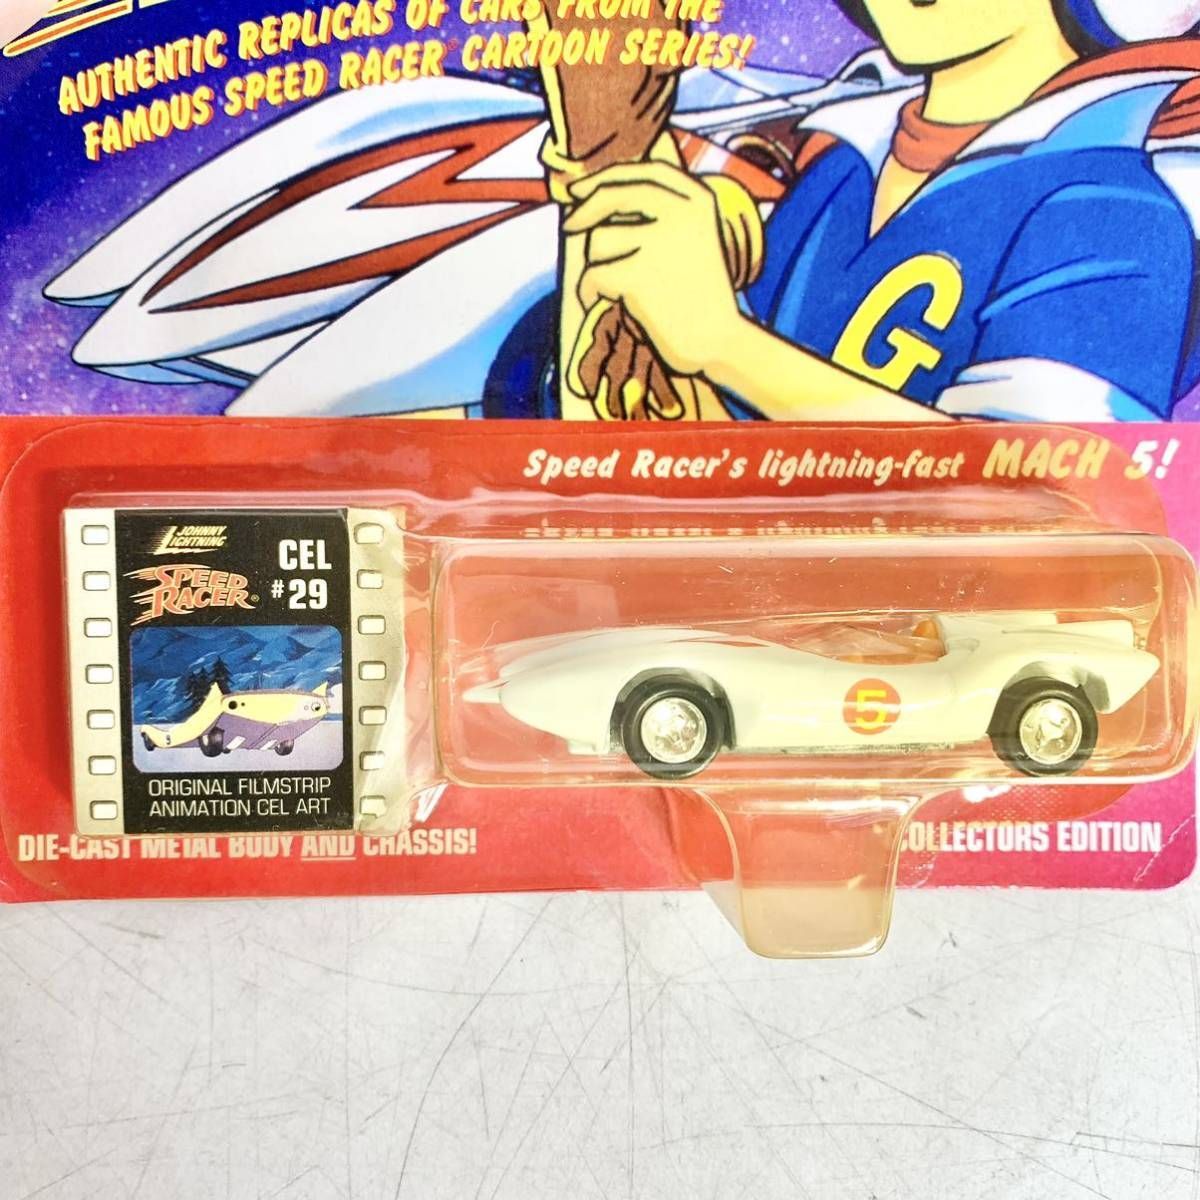 AUTHENTIC REPLICAS OF CARS FROM THE
FAMOUS SPEED RACER® CARTOON SERIES!
G
Speed Racer's lightning-fast MACH 5!
JOHNNY
LIGHTNING
SPEED
RACER®
CEL
#29
ORIGINAL FILMSTRIP
ANIMATION CEL ART
5
DIE-CAST METAL BODY AND CHASSIS!
COLLECTORS EDITION